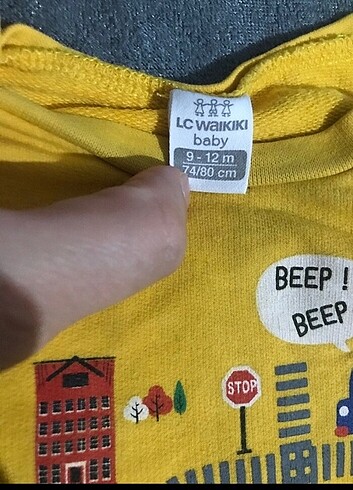 LC WAIKIKI
baby
9 - 12 m
74/80 cm
BEEP !
BEEP
STOP